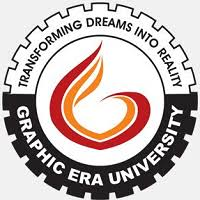 TRANSFORMING DREAMS INTO REALITY
GRAPHIC ERA UNIVERSITY